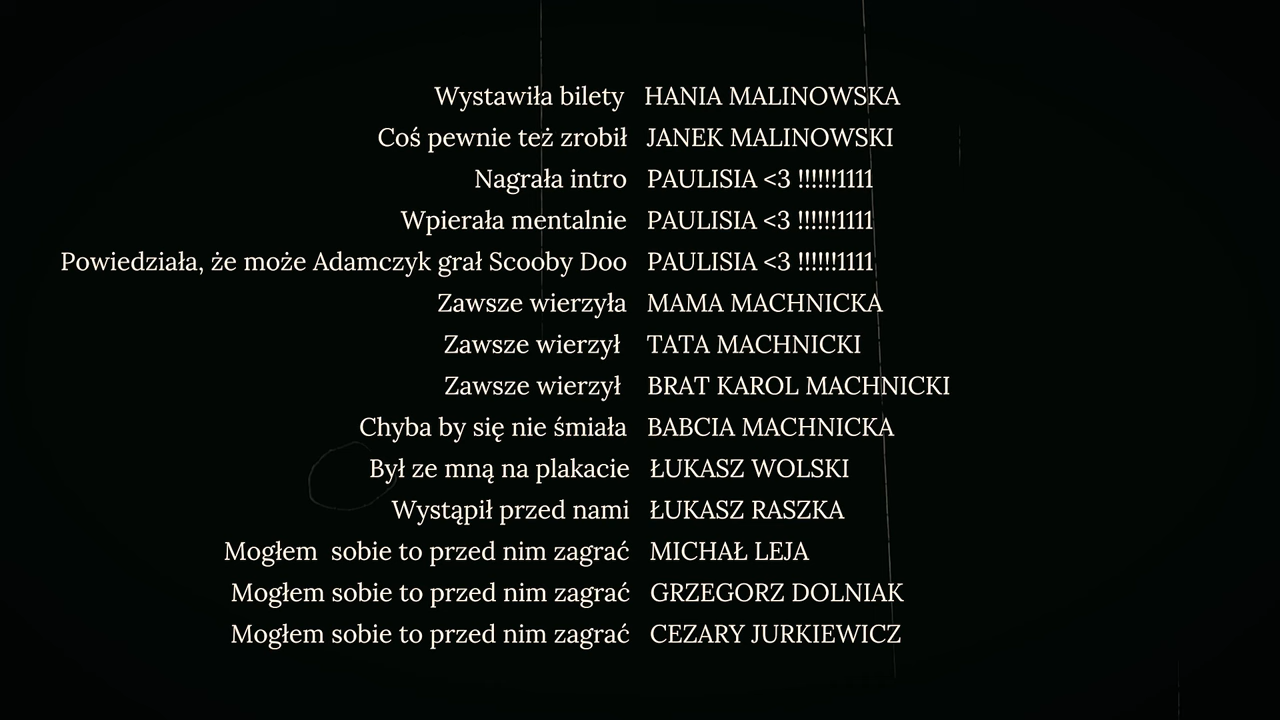 Wystawiła bilety HANIA MALINOWSKA
Coś pewnie też zrobił JANEK MALINOWSKI
Nagrała intro PAULISIA <3 !!!!!!1111
Wpierała mentalnie PAULISIA <3 !!!!!!1111
Powiedziała, że może Adamczyk grał Scooby Doo PAULISIA <3 !!!!!!1111
Zawsze wierzyła MAMA MACHNICKA
Zawsze wierzył TATA MACHNICKI
Zawsze wierzył BRAT KAROL MACHNICKI
Chyba by się nie śmiała BABCIA MACHNICKA
Był ze mną na plakacie ŁUKASZ WOLSKI
Wystąpił przed nami ŁUKASZ RASZKA
Mogłem sobie to przed nim zagrać MICHAŁ LEJA
Mogłem sobie to przed nim zagrać GRZEGORZ DOLNIAK
Mogłem sobie to przed nim zagrać CEZARY JURKIEWICZ